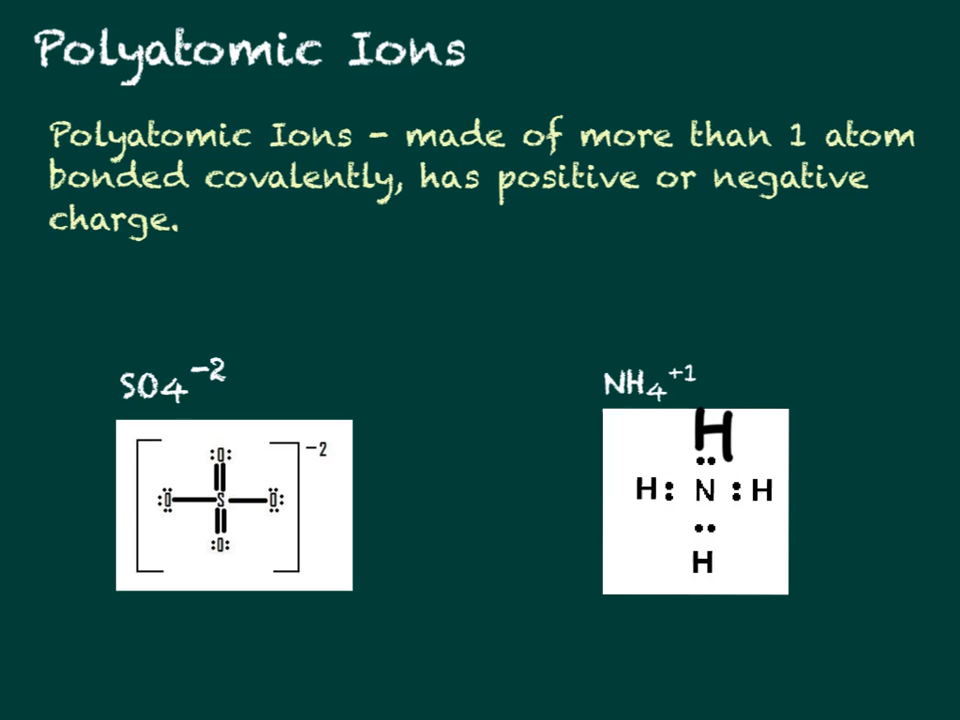 Polyatomic Ions
Polyatomic Ions - made of more than 1 atom
bonded covalently, has positive or negative
charge.
SO4-2
NH4+1
-2
:O:
:O S O:
:O:
H
H: N :H
H